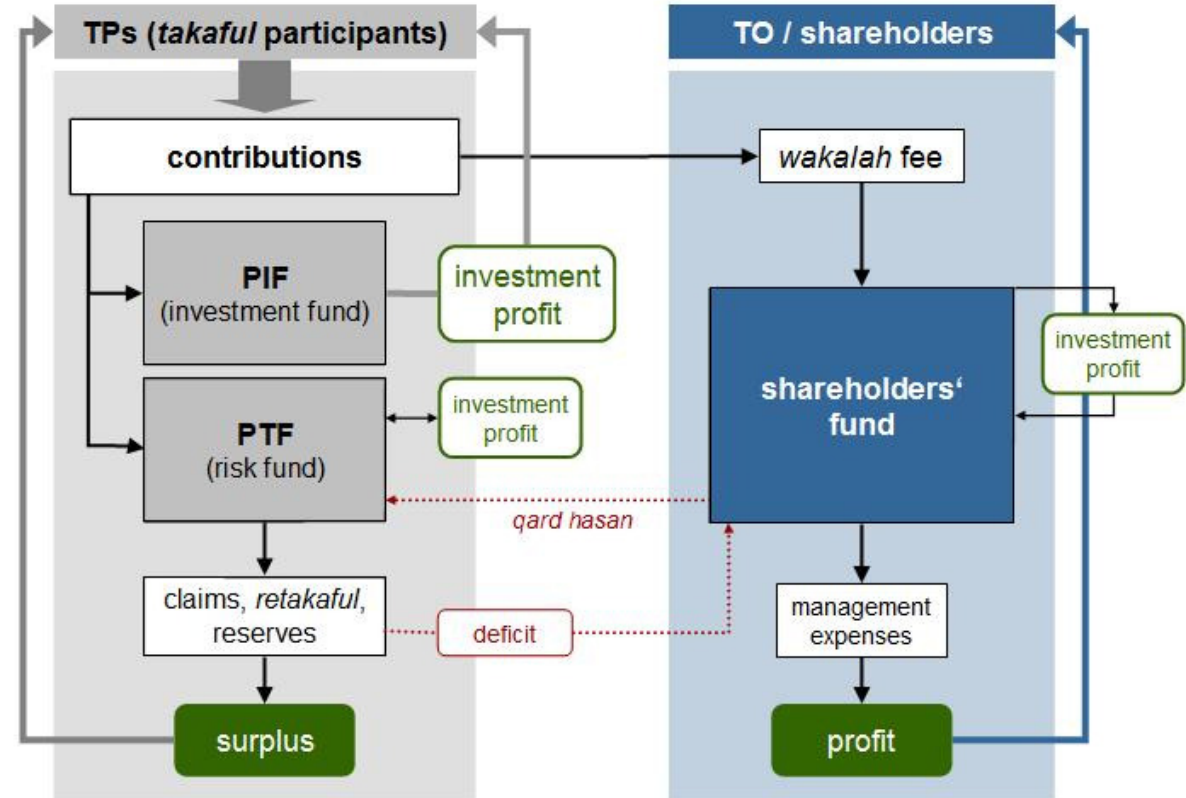 TPs (takaful participants)
TO / shareholders
contributions
wakalah fee
PIF
(investment fund)
investment
profit
investment
profit
PTF
(risk fund)
investment
profit
shareholders‘
fund
qard hasan
claims, retakaful,
reserves
deficit
management
expenses
surplus
profit